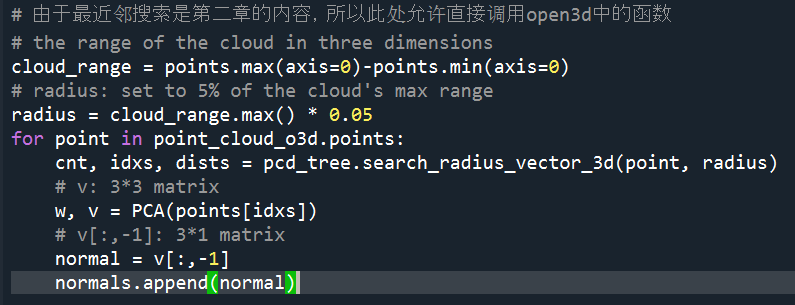 # 由于最近邻搜索是第二章的内容，所以此处允许直接调用open3d中的函数
# the range of the cloud in three dimensions
cloud_range = points.max(axis=0)-points.min(axis=0)
# radius: set to 5% of the cloud's max range
radius = cloud_range.max() * 0.05
for point in point_cloud_o3d.points:
    cnt, idxs, dists = pcd_tree.search_radius_vector_3d(point, radius)
    # v: 3*3 matrix
    w, v = PCA(points[idxs])
    # v[:,-1]: 3*1 matrix
    normal = v[:,-1]
    normals.append(normal)